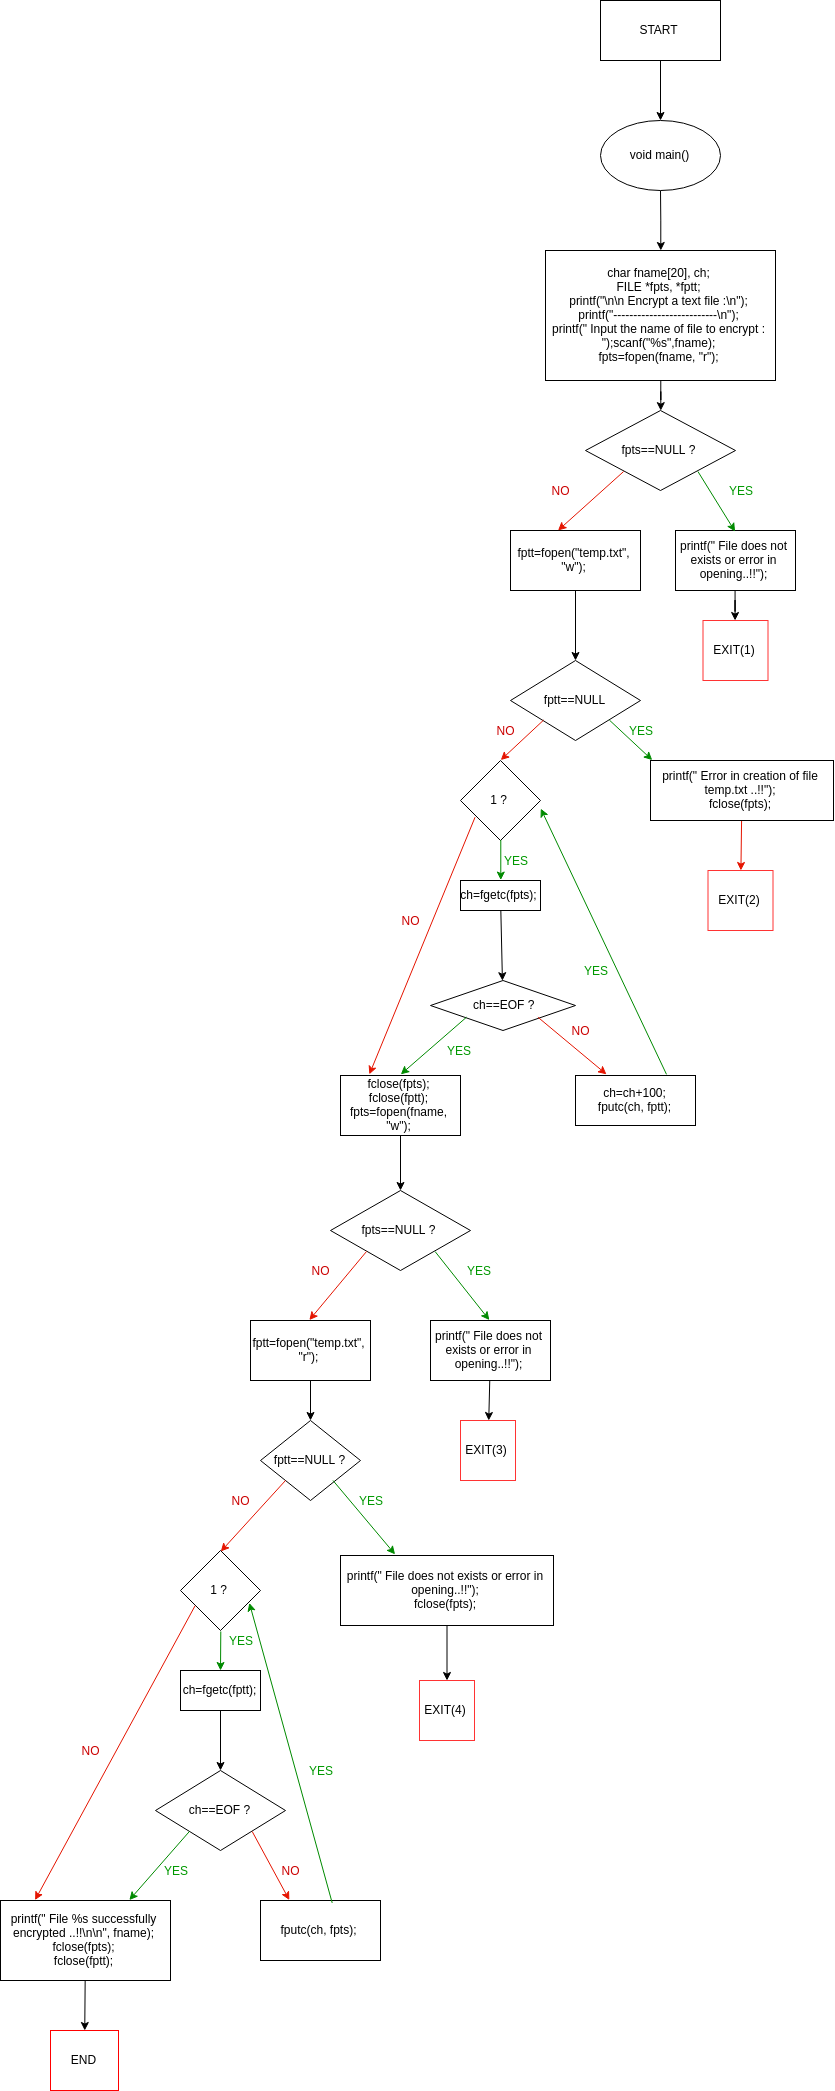 START
void main()
char fname[20], ch;
FILE *fpts, *fptt;
printf("\n\n Encrypt a text file :\n");
printf("--------------------------\n");
printf(" Input the name of file to encrypt :
");scanf("%s",fname);
fpts=fopen(fname, "r");
fpts==NULL ?
NO
YES
fptt=fopen("temp.txt",
"w");
printf(" File does not
exists or error in
opening..!!");
EXIT(1)
fptt==NULL
NO
YES
1 ?
printf(" Error in creation of file
temp.txt ..!!");
fclose(fpts);
YES
ch=fgetc(fpts);
EXIT(2)
NO
YES
ch==EOF ?
YES
NO
fclose(fpts);
fclose(fptt);
fpts=fopen(fname,
"w");
ch=ch+100;
fputc(ch, fptt);
fpts==NULL ?
NO
YES
fptt=fopen("temp.txt",
"r");
printf(" File does not
exists or error in
opening..!!");
EXIT(3)
fptt==NULL ?
NO
YES
1 ?
printf(" File does not exists or error in
opening..!!");
fclose(fpts);
YES
ch=fgetc(fptt);
EXIT(4)
NO
YES
ch==EOF ?
YES
NO
printf(" File %s successfully
encrypted ..!!\n\n", fname);
fclose(fpts);
fclose(fptt);
fputc(ch, fpts);
END